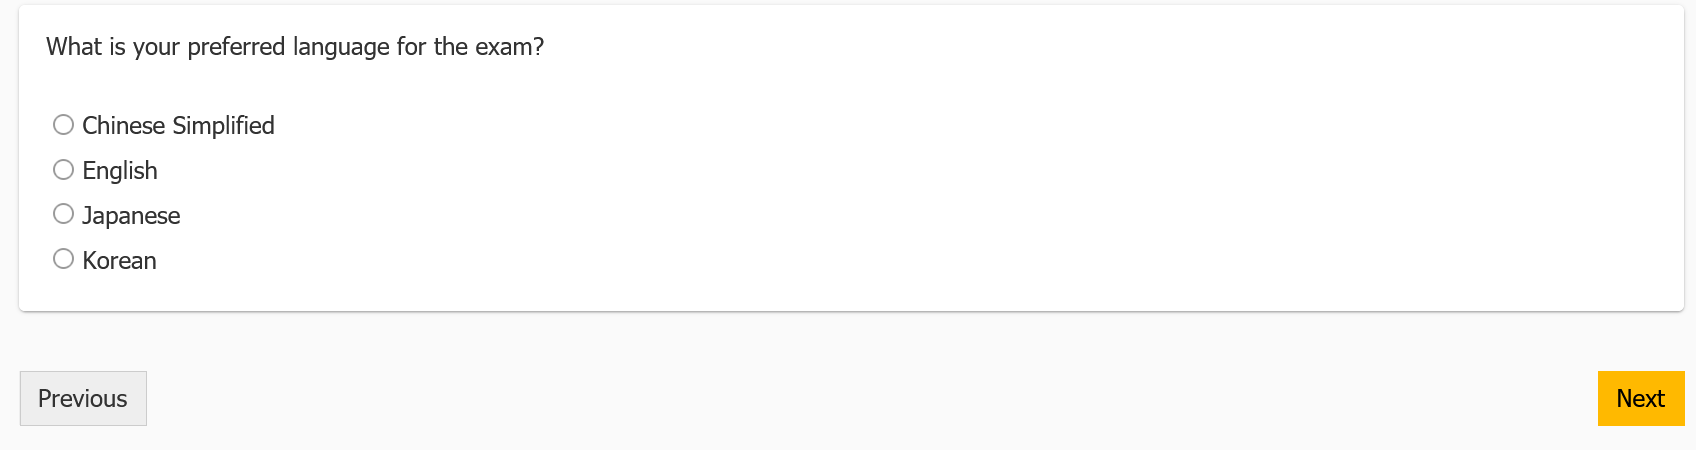 What is your preferred language for the exam?
Chinese Simplified
English
Japanese
Korean
Previous
Next